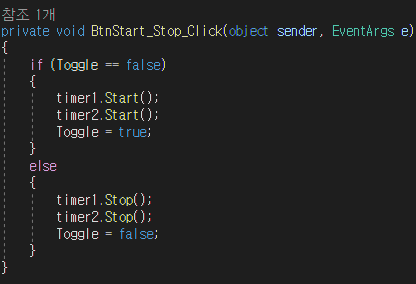 참조 1개
private void BtnStart_Stop_Click(object sender, EventArgs e)
{
if (Toggle == false)
{
timer1.Start();
timer2.Start();
Toggle = true;
}
else
{
timer1.Stop();
timer2.Stop();
Toggle = false;
}
}